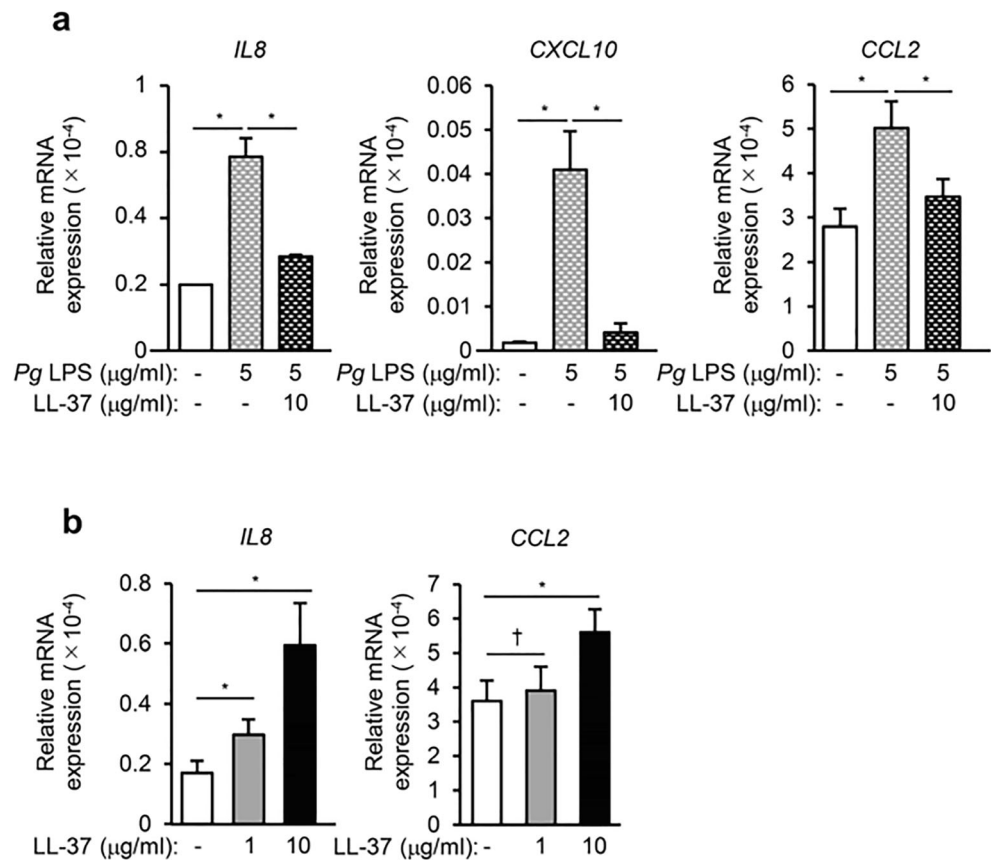 a
IL8
CXCL10
CCL2
Relative mRNA
expression (×10-4)
1
0.8
0.4
0.2
0
* *
Relative mRNA
expression (×10-4)
0.06
0.05
0.04
0.02
0.01
0
* *
Relative mRNA
expression (×10-4)
6
5
4
3
2
1
0
* *
Pg LPS (μg/ml): - 5 5
LL-37 (μg/ml): - - 10
Pg LPS (μg/ml): - 5 5
LL-37 (μg/ml): - - 10
Pg LPS (μg/ml): - 5 5
LL-37 (μg/ml): - - 10
b
IL8
CCL2
Relative mRNA
expression (×10-4)
0.8
0.6
0.4
0.2
0
*
*
Relative mRNA
expression (×10-4)
7
6
5
4
3
2
1
0
*
†
LL-37 (μg/ml): - 1 10
LL-37 (μg/ml): - 1 10